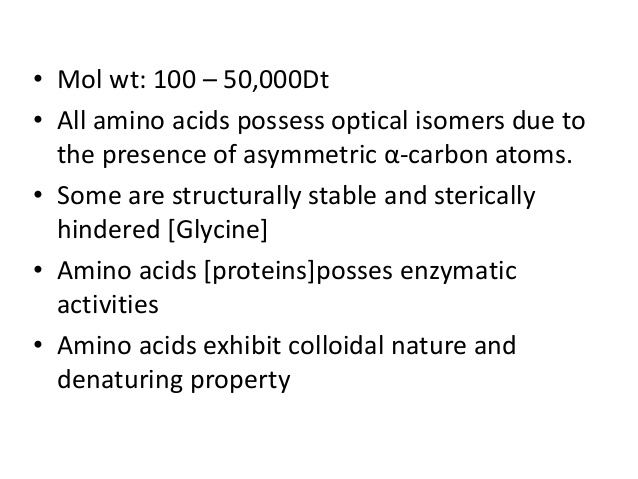 • Mol wt: 100 – 50,000Dt
• All amino acids possess optical isomers due to
the presence of asymmetric α-carbon atoms.
• Some are structurally stable and sterically
hindered [Glycine]
• Amino acids [proteins]posses enzymatic
activities
• Amino acids exhibit colloidal nature and
denaturing property